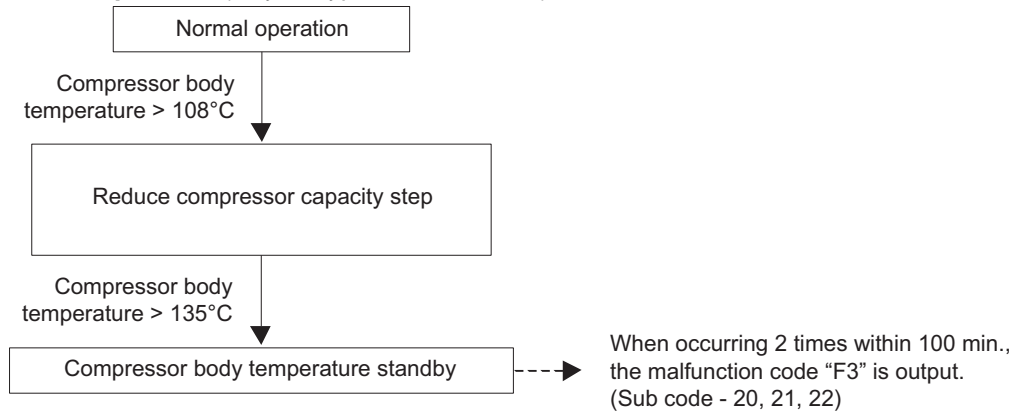 Normal operation
Compressor body
temperature > 108°C
Reduce compressor capacity step
Compressor body
temperature > 135°C
Compressor body temperature standby
When occurring 2 times within 100 min.,
the malfunction code “F3” is output.
(Sub code - 20, 21, 22)